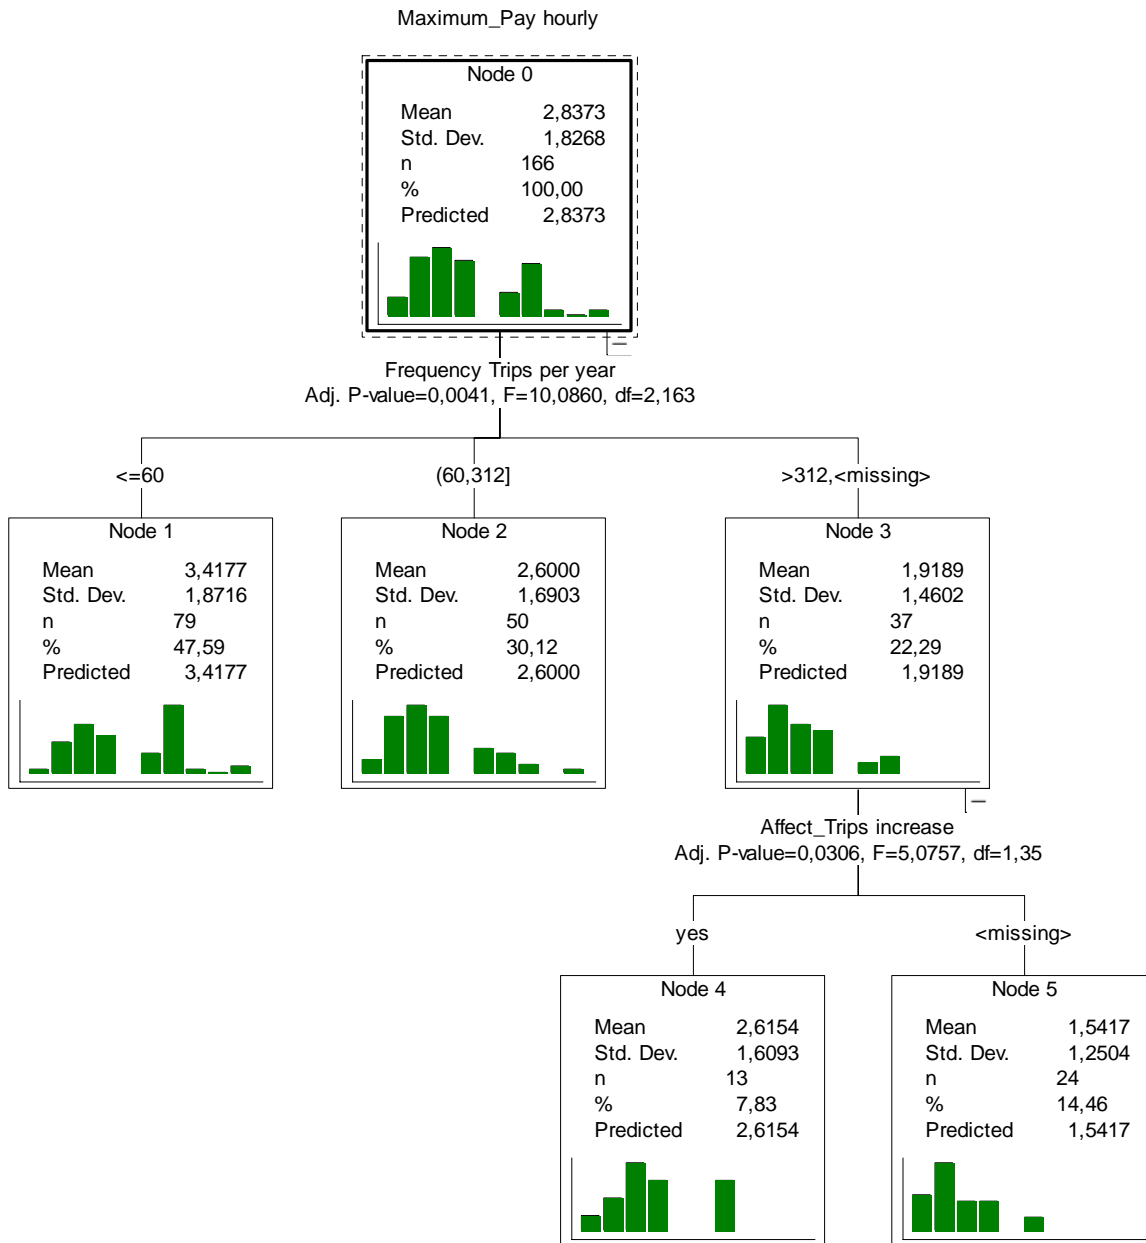 Maximum_Pay hourly
Node 0
Mean 2,8373
Std. Dev. 1,8268
n 166
% 100,00
Predicted 2,8373
Frequency Trips per year
Adj. P-value=0,0041, F=10,0860, df=2,163
<=60
(60,312]
>312,<missing>
Node 1
Mean 3,4177
Std. Dev. 1,8716
n 79
% 47,59
Predicted 3,4177
Node 2
Mean 2,6000
Std. Dev. 1,6903
n 50
% 30,12
Predicted 2,6000
Node 3
Mean 1,9189
Std. Dev. 1,4602
n 37
% 22,29
Predicted 1,9189
Affect_Trips increase
Adj. P-value=0,0306, F=5,0757, df=1,35
yes
<missing>
Node 4
Mean 2,6154
Std. Dev. 1,6093
n 13
% 7,83
Predicted 2,6154
Node 5
Mean 1,5417
Std. Dev. 1,2504
n 24
% 14,46
Predicted 1,5417